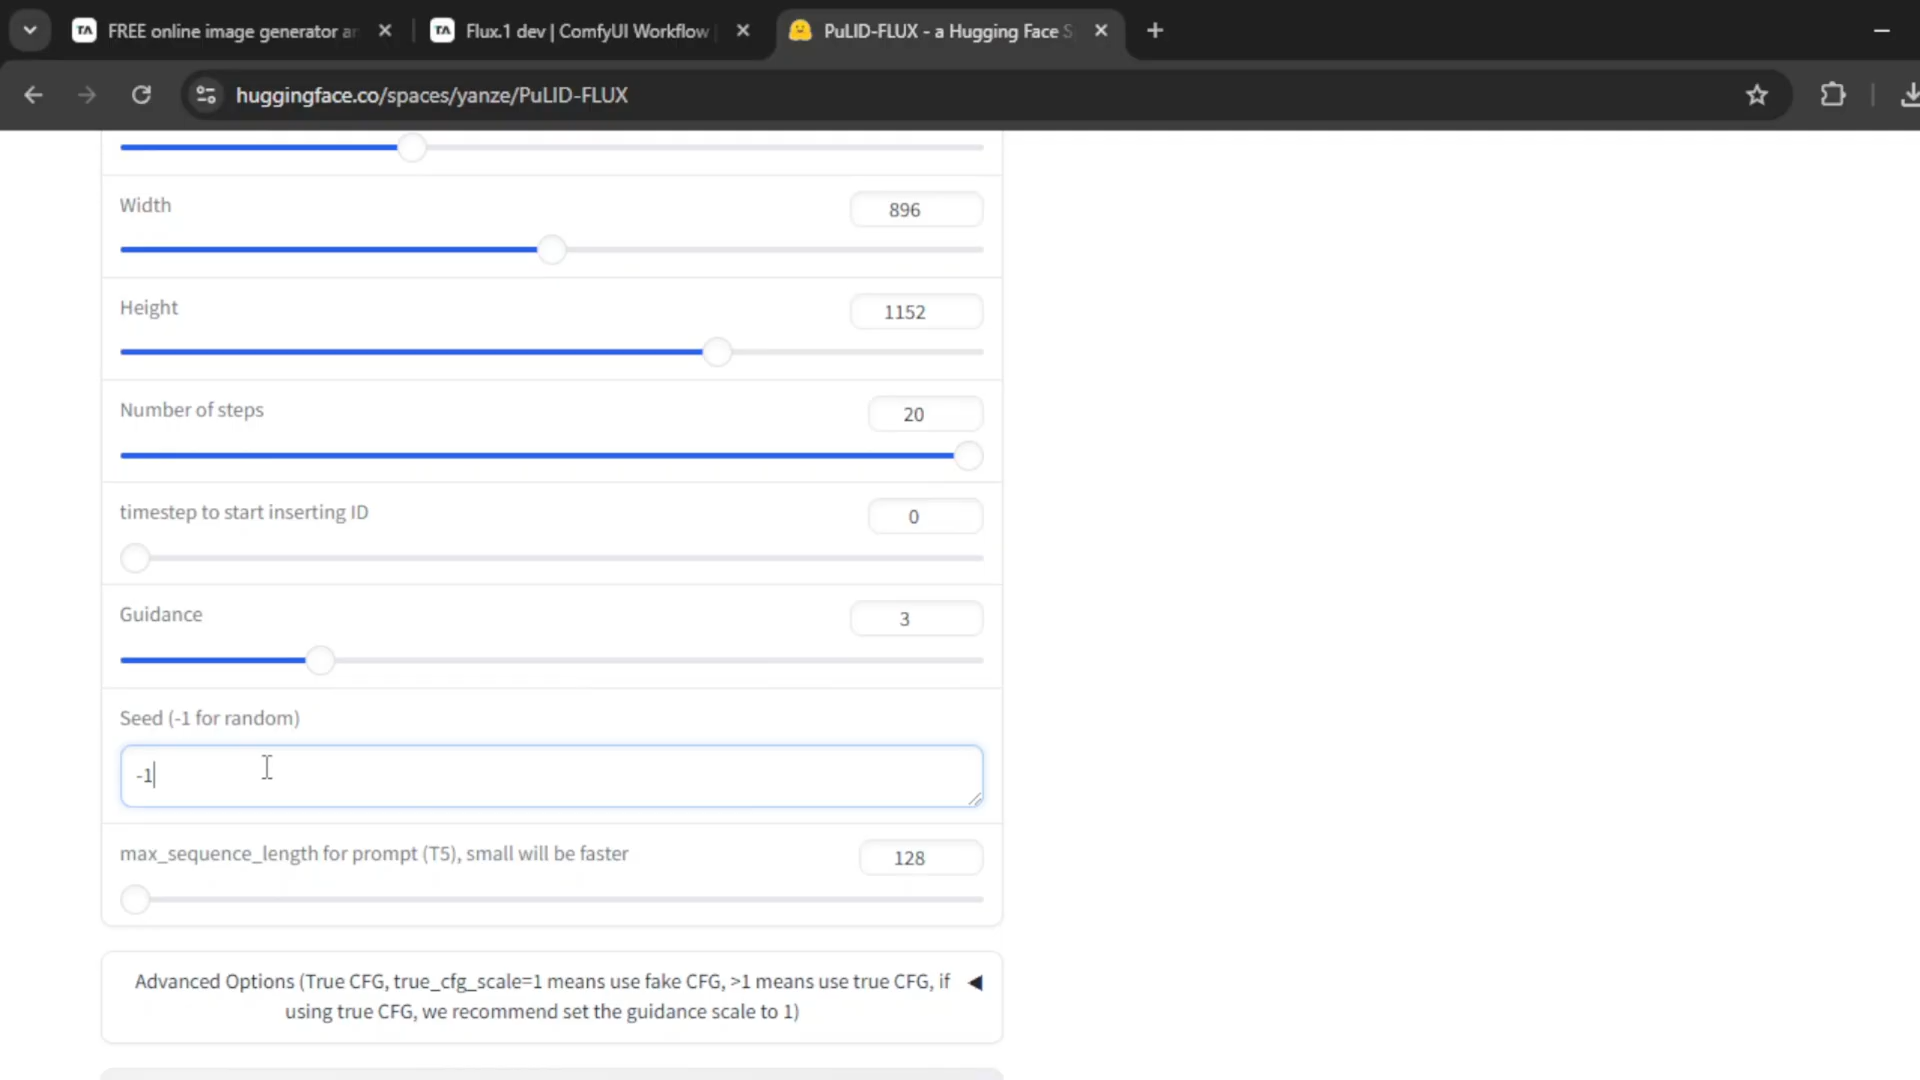 FREE online image generator ar
Flux.1 dev | ComfyUI Workflow
PuLID-FLUX - a Hugging Face S
huggingface.co/spaces/yanze/PuLID-FLUX
Width
896
Height
1152
Number of steps
20
timestep to start inserting ID
0
Guidance
3
Seed (-1 for random)
-1
max_sequence_length for prompt (T5), small will be faster
128
Advanced Options (True CFG, true_cfg_scale=1 means use fake CFG, >1 means use true CFG, if
using true CFG, we recommend set the guidance scale to 1)